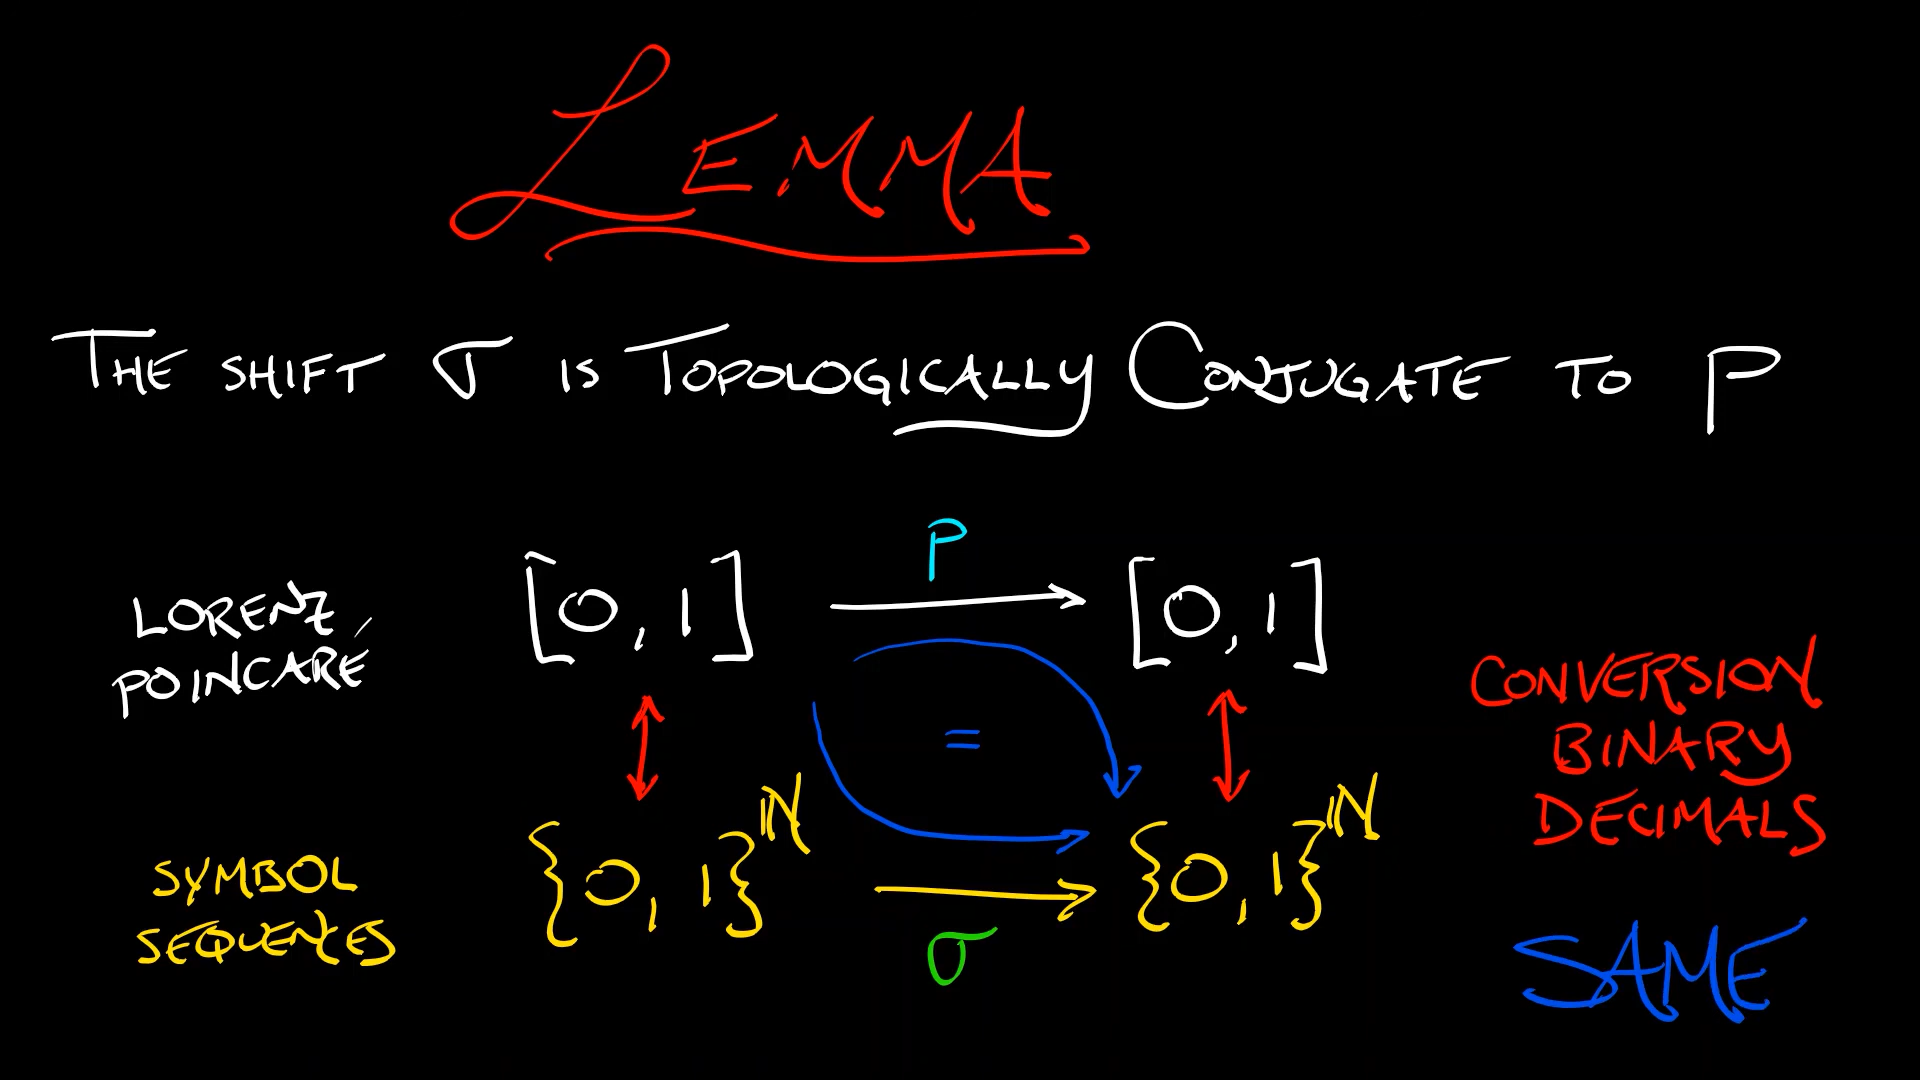 LEMMA
THE SHIFT σ IS TOPOLOGICALLY CONJUGATE TO P
P
LORENZ [0, 1] → [0, 1]
POINCARÉ
CONVERSION
BINARY
DECIMALS
=
SYMBOL {0, 1}^ℕ → {0, 1}^ℕ
SEQUENCES
σ
SAME